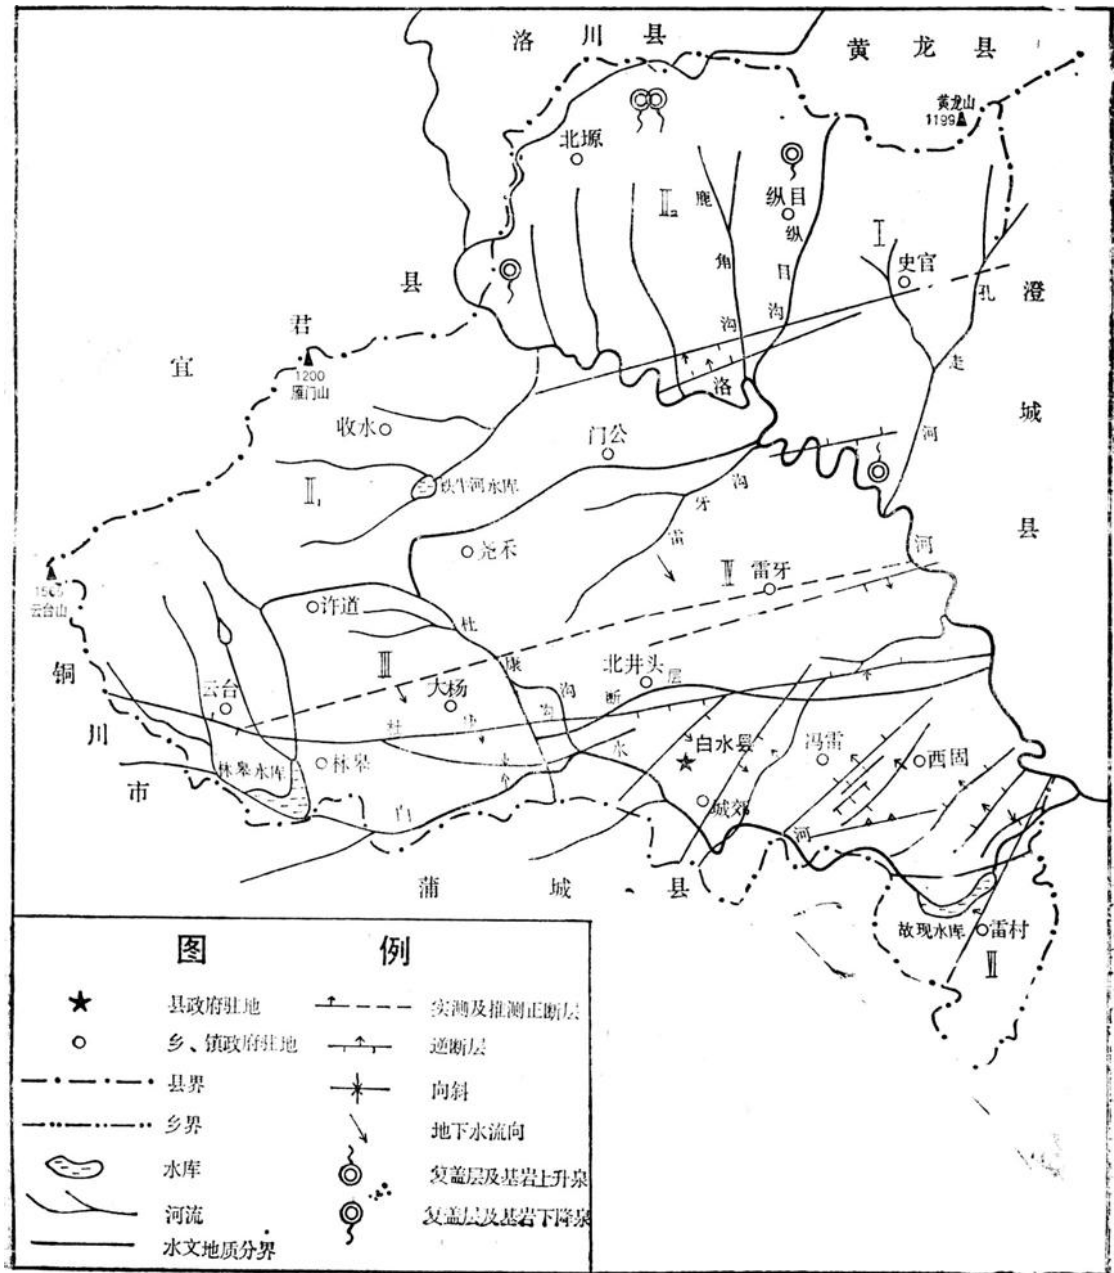 洛川县
黄龙县
黄龙山
1199
北塬
Ⅱ₂
鹿角沟
纵目
纵目沟
Ⅰ
史官
孔走河
澄城县
宜君县
1200
雁门山
收水
门公
洛
河
Ⅱ₁
铁牛河水库
尧禾
雷牙沟
Ⅳ
雷牙
云台山
许道
杜康沟
Ⅲ
大杨
北井头
断层
铜川市
云台
林皋水库
林皋
白水河
白水县
冯雷
西固
城郊
蒲城县
故现水库
雷村
图例
县政府驻地
乡、镇政府驻地
县界
乡界
水库
河流
水文地质分界
实测及推测正断层
逆断层
向斜
地下水流向
复盖层及基岩上升泉
复盖层及基岩下降泉